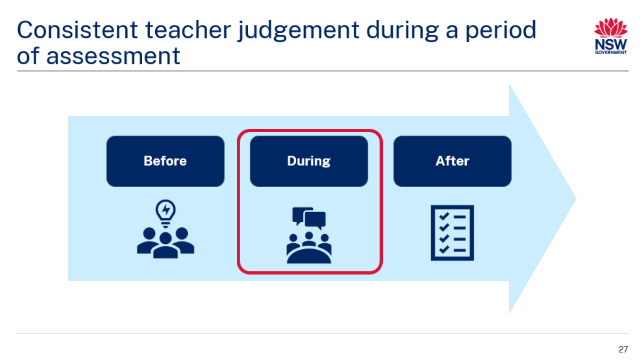 Consistent teacher judgement during a period
of assessment
NSW
GOVERNMENT
Before
During
After
27